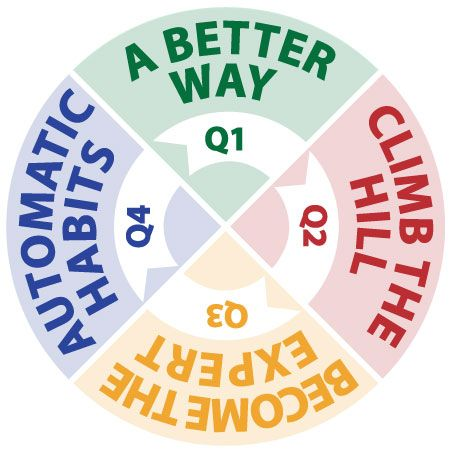 A BETTER
WAY
Q1
CLIMB THE
HILL
Q2
BECOME THE
EXPERT
Q3
AUTOMATIC
HABITS
Q4